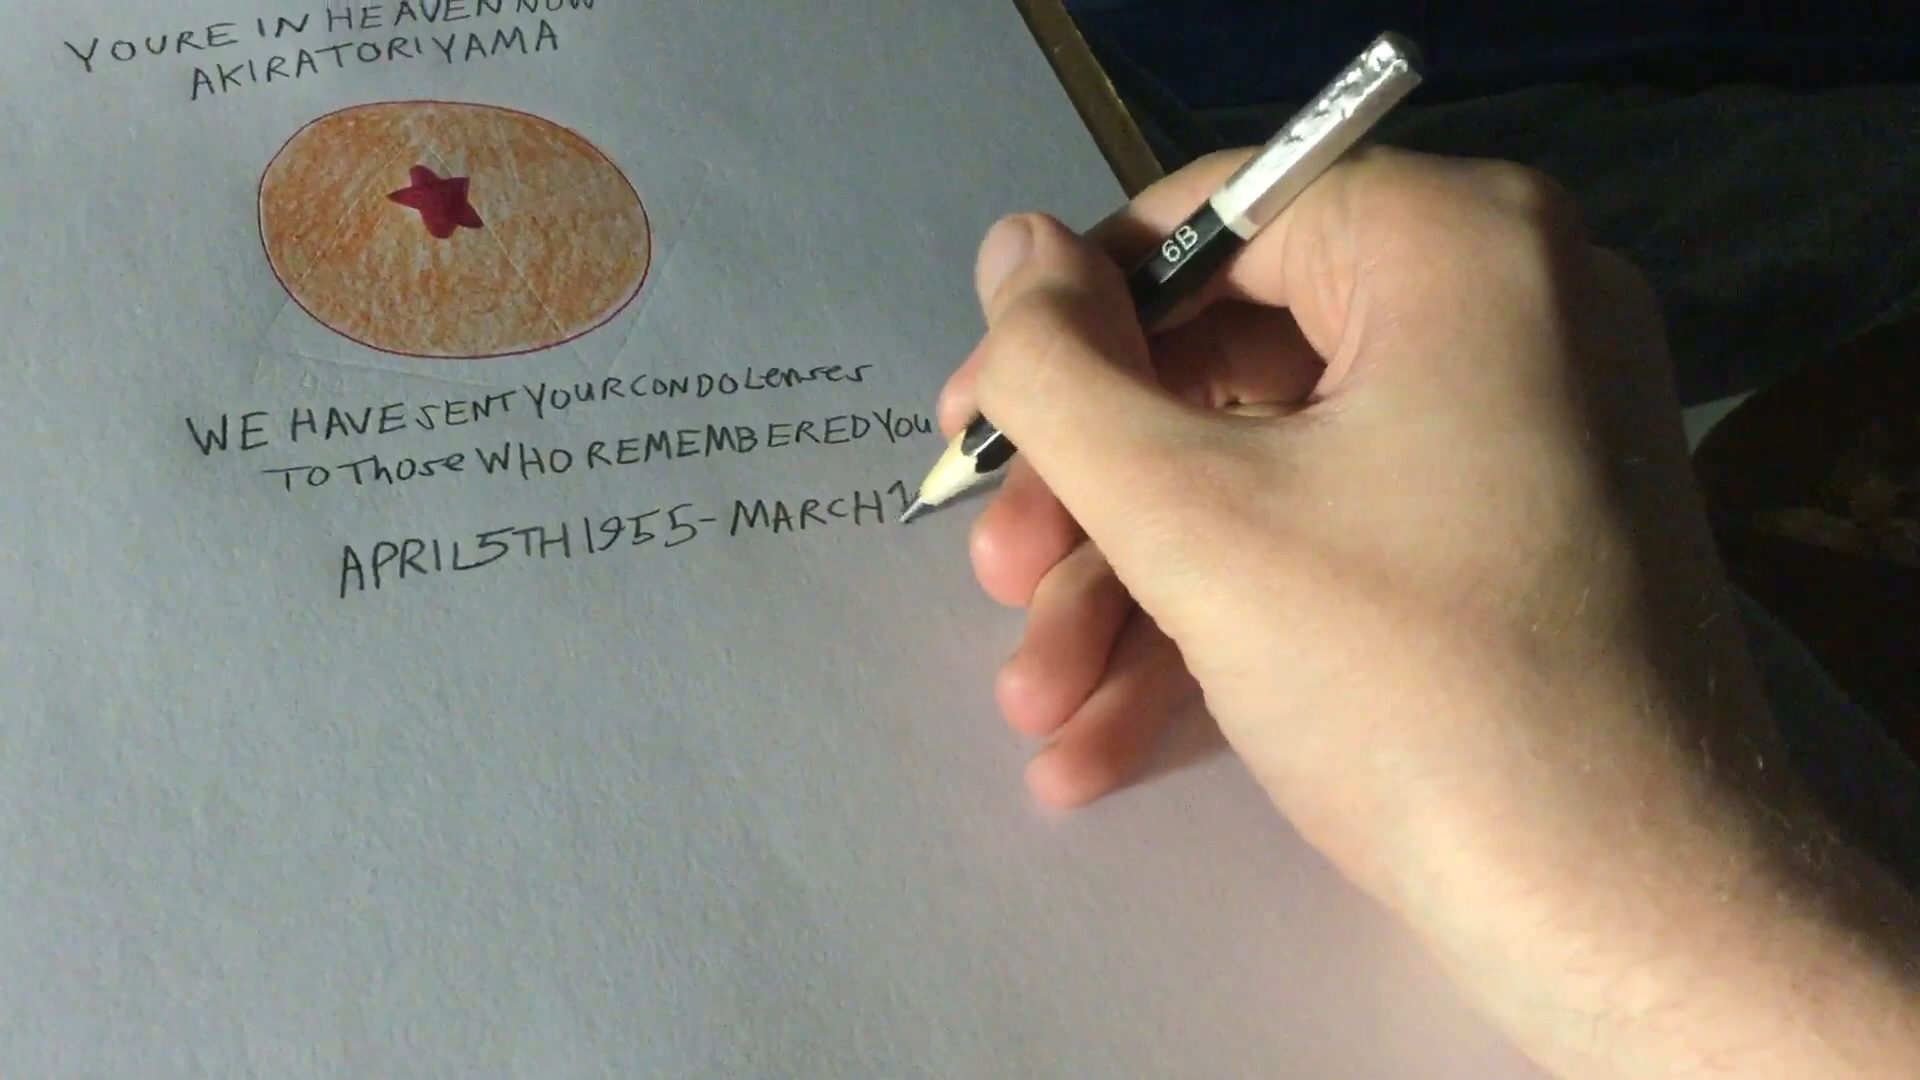 YOURE IN HEAVEN NOW
AKIRATORIYAMA
WE HAVE SENT YOUR CONDOLenses
TO Those WHO REMEMBERED YOU
APRIL 5TH 1955 - MARCH 1
6B